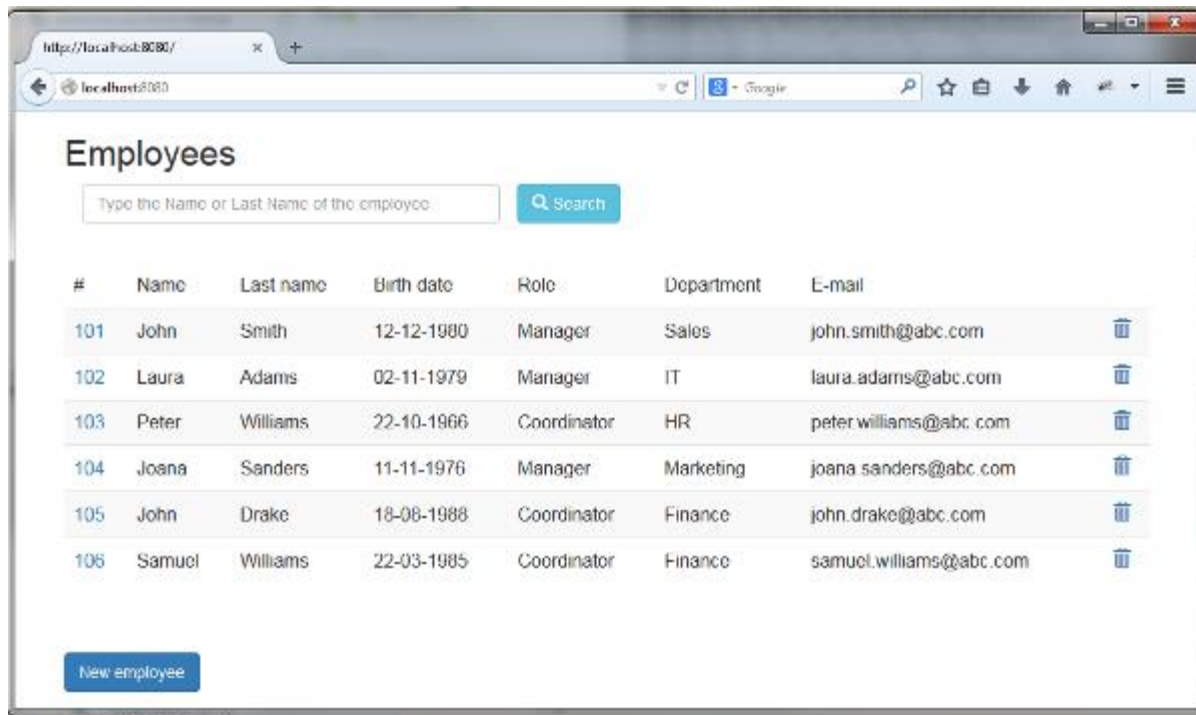 http://localhost:8080/
localhost:8080 Google
Employees
Type the Name or Last Name of the employee Search
# Name Last name Birth date Role Department E-mail
101 John Smith 12-12-1980 Manager Sales john.smith@abc.com
102 Laura Adams 02-11-1979 Manager IT laura.adams@abc.com
103 Peter Williams 22-10-1966 Coordinator HR peter.williams@abc.com
104 Joana Sanders 11-11-1976 Manager Marketing joana.sanders@abc.com
105 John Drake 18-08-1988 Coordinator Finance john.drake@abc.com
106 Samuel Williams 22-03-1985 Coordinator Finance samuel.williams@abc.com
New employee